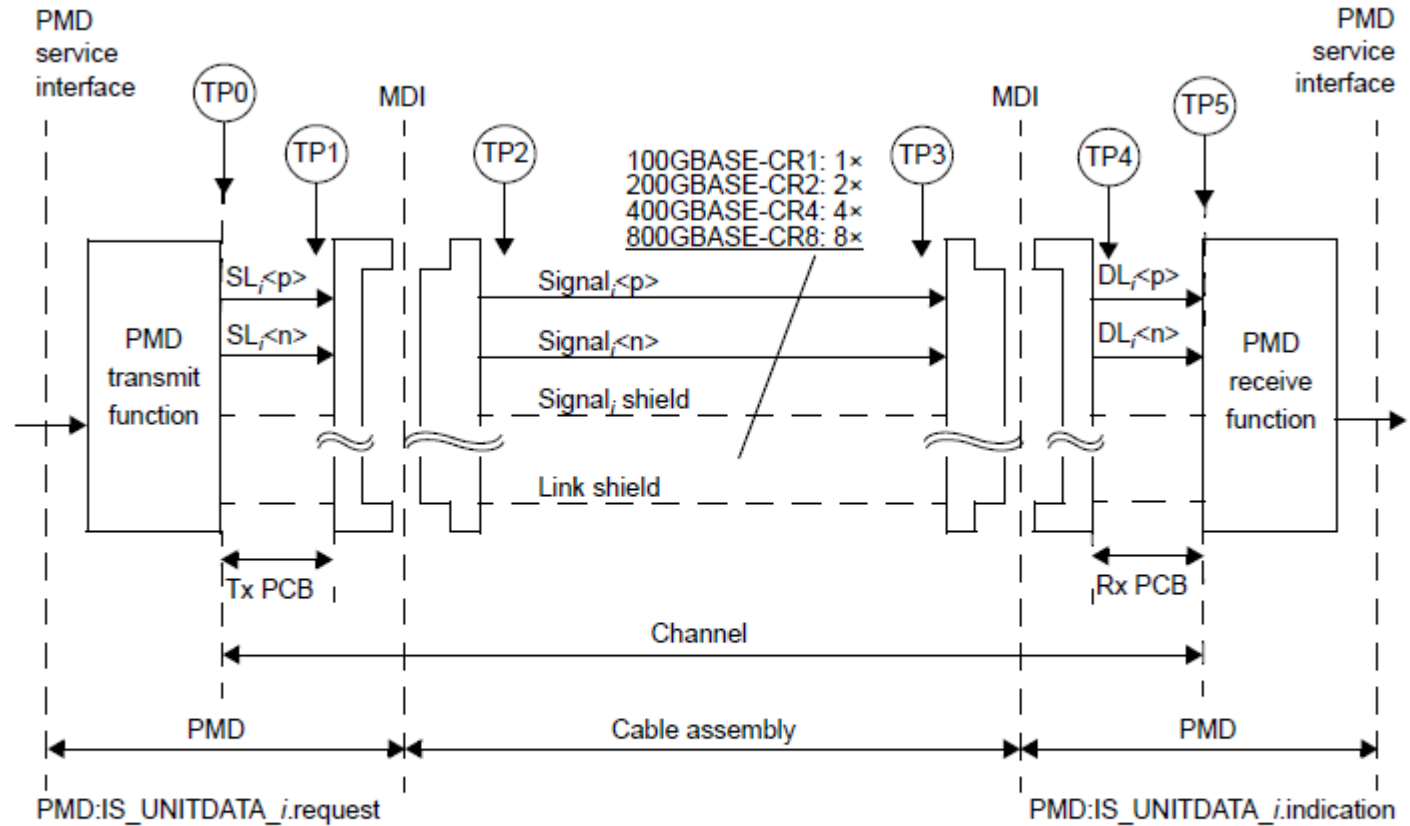 PMD
service
interface
PMD
service
interface
TP0
MDI
MDI
TP5
TP1
TP2
TP3
TP4
100GBASE-CR1: 1×
200GBASE-CR2: 2×
400GBASE-CR4: 4×
800GBASE-CR8: 8×
SLi<p>
Signali<p>
DLi<p>
SLi<n>
Signali<n>
DLi<n>
PMD
transmit
function
PMD
receive
function
Signali shield
Link shield
Tx PCB
Rx PCB
Channel
PMD
Cable assembly
PMD
PMD:IS_UNITDATA_i.request
PMD:IS_UNITDATA_i.indication